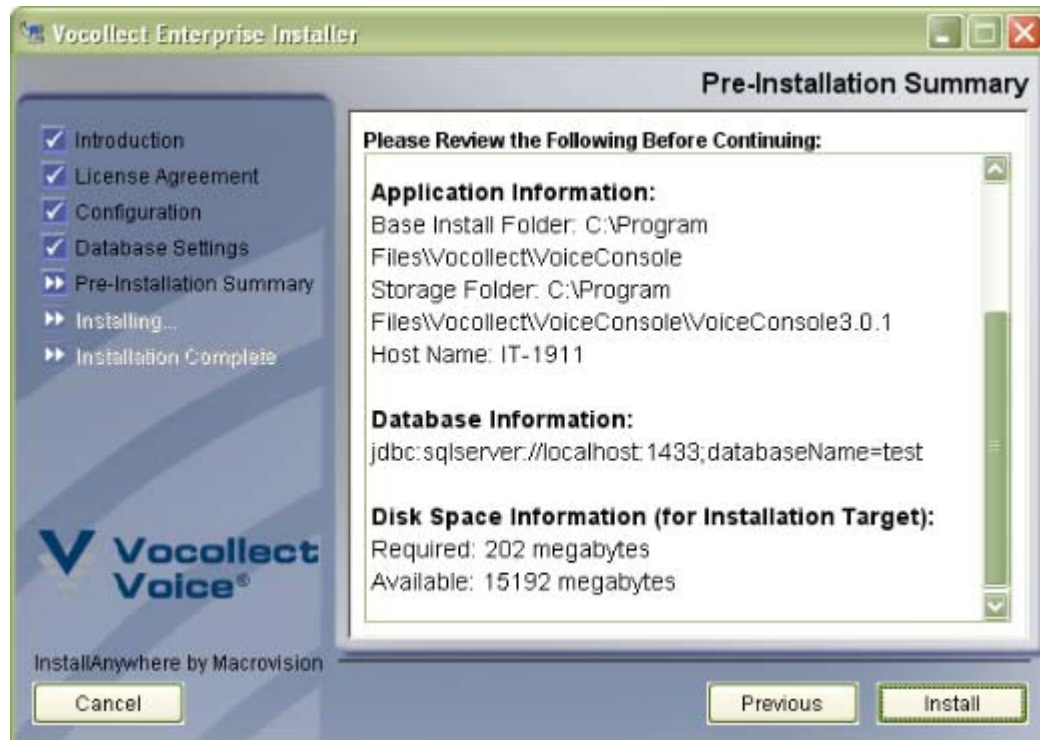 Vocollect Enterprise Installer
Pre-Installation Summary
Introduction
License Agreement
Configuration
Database Settings
Pre-Installation Summary
Installing...
Installation Complete
Please Review the Following Before Continuing:
Application Information:
Base Install Folder: C:\Program
Files\Vocollect\VoiceConsole
Storage Folder: C:\Program
Files\Vocollect\VoiceConsole\VoiceConsole3.0.1
Host Name: IT-1911
Database Information:
jdbc:sqlserver://localhost:1433;databaseName=test
Disk Space Information (for Installation Target):
Required: 202 megabytes
Available: 15192 megabytes
Vocollect
Voice®
InstallAnywhere by Macrovision
Cancel
Previous
Install